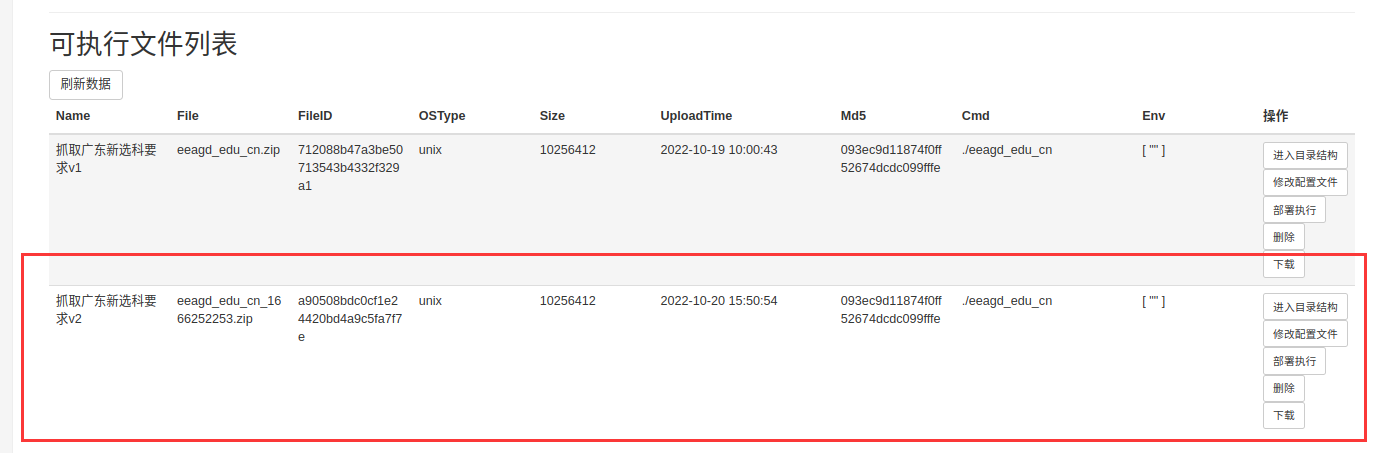 可执行文件列表
刷新数据
Name File FileID OSType Size UploadTime Md5 Cmd Env 操作
抓取广东新选科要求v1 eeagd_edu_cn.zip 712088b47a3be50713543b4332f329a1 unix 10256412 2022-10-19 10:00:43 093ec9d11874f0ff52674dcdc099fffe ./eeagd_edu_cn [ "" ]
进入目录结构
修改配置文件
部署执行
删除
下载
抓取广东新选科要求v2 eeagd_edu_cn_1666252253.zip a90508bdc0cf1e24420bd4a9c5fa7f7e unix 10256412 2022-10-20 15:50:54 093ec9d11874f0ff52674dcdc099fffe ./eeagd_edu_cn [ "" ]
进入目录结构
修改配置文件
部署执行
删除
下载